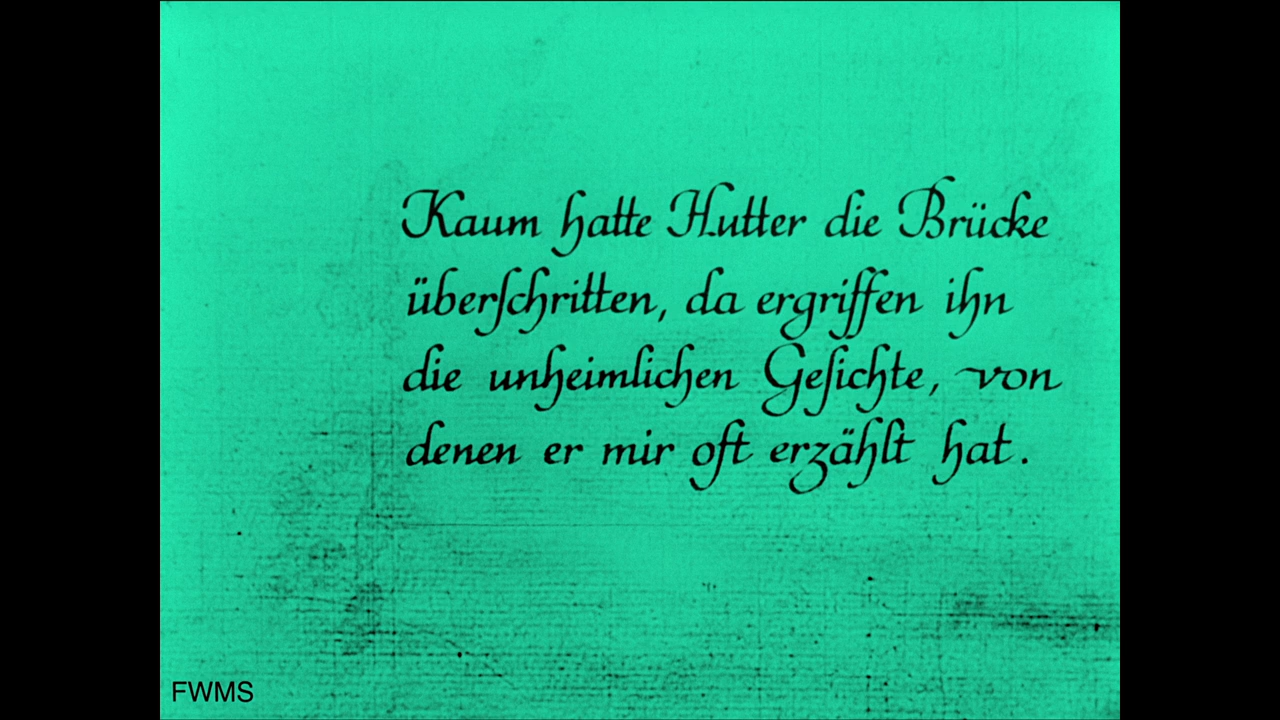 Kaum hatte Hutter die Brücke
überſchritten, da ergriffen ihn
die unheimlichen Geſichte, von
denen er mir oft erzählt hat.
FWMS